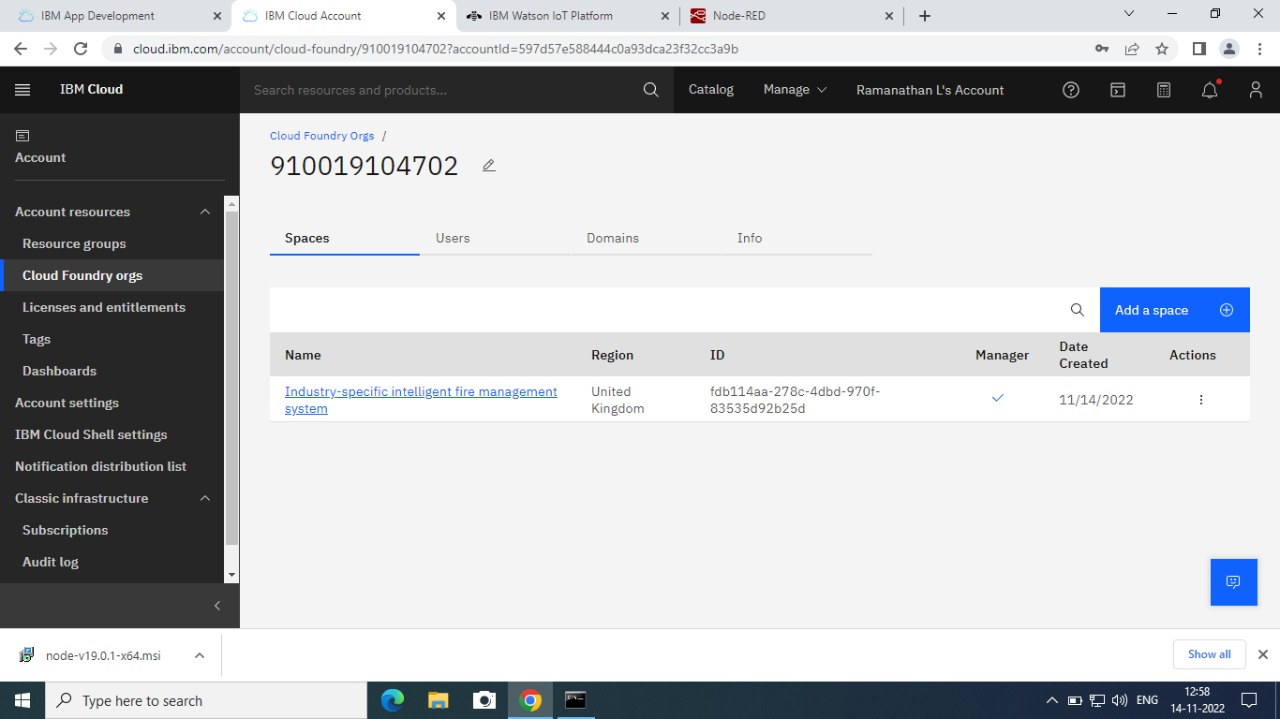 IBM App Development
IBM Cloud Account
IBM Watson IoT Platform
Node-RED
cloud.ibm.com/account/cloud-foundry/910019104702?accountId=597d57e588444c0a93dca23f32cc3a9b
IBM Cloud
Search resources and products...
Catalog
Manage
Ramanathan L's Account
Account
Account resources
Resource groups
Cloud Foundry orgs
Licenses and entitlements
Tags
Dashboards
Account settings
IBM Cloud Shell settings
Notification distribution list
Classic infrastructure
Subscriptions
Audit log
Cloud Foundry Orgs /
910019104702
Spaces
Users
Domains
Info
Add a space
Name
Region
ID
Manager
Date
Created
Actions
Industry-specific intelligent fire management
system
United
Kingdom
fdb114aa-278c-4dbd-970f-
83535d92b25d
11/14/2022
node-v19.0.1-x64.msi
Show all
Type here to search
ENG
12:58
14-11-2022